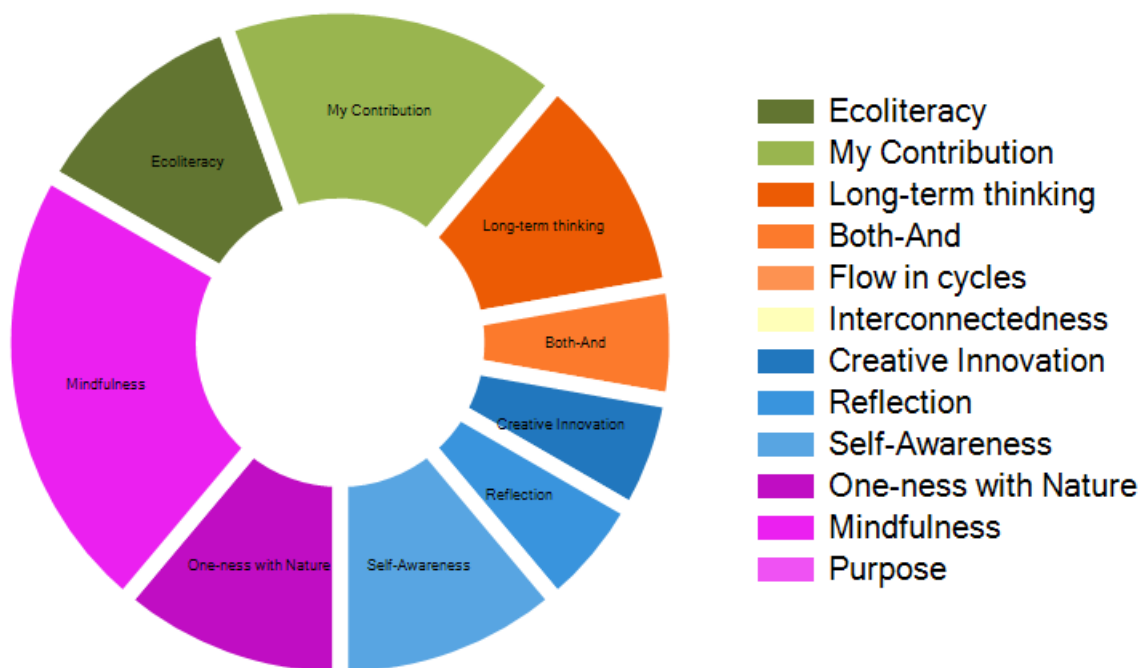 My Contribution
Ecoliteracy
Long-term thinking
Both-And
Mindfulness
Creative Innovation
Reflection
One-ness with Nature
Self-Awareness
Ecoliteracy
My Contribution
Long-term thinking
Both-And
Flow in cycles
Interconnectedness
Creative Innovation
Reflection
Self-Awareness
One-ness with Nature
Mindfulness
Purpose